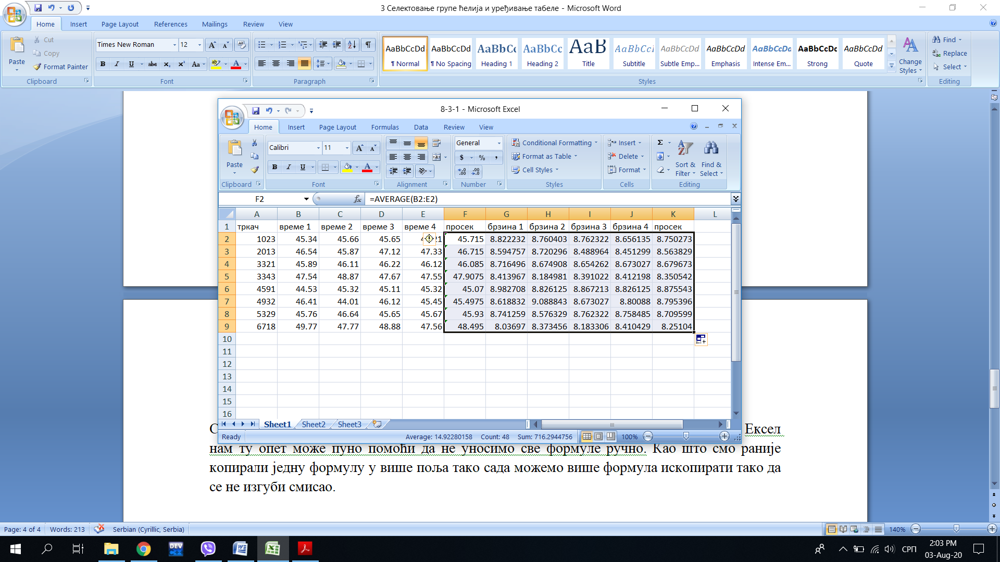 3 Селектовање групе ћелија и уређивање табеле - Microsoft Word
Home Insert Page Layout References Mailings Review View
Paste Cut Copy Format Painter
Times New Roman 12
AaBbCcDd AaBbCcDd AaBbCc AaBbCc AaB AaBbCcI AaBbCcDd AaBbCcDd AaBbCcDc AaBbCcDc AaBbCcDd
¶ Normal ¶ No Spacing Heading 1 Heading 2 Title Subtitle Subtle Emp... Emphasis Intense Em... Strong Quote
Change Styles
Find Replace Select
Clipboard Font Paragraph Styles Editing
8-3-1 - Microsoft Excel
Home Insert Page Layout Formulas Data Review View
Paste
Calibri 11
General
$ % ,
Conditional Formatting
Format as Table
Cell Styles
Insert
Delete
Format
Σ
Sort & Filter
Find & Select
Clipboard Font Alignment Number Styles Cells Editing
F2 fx =AVERAGE(B2:E2)
A B C D E F G H I J K L
1 тркач време 1 време 2 време 3 време 4 просек брзина 1 брзина 2 брзина 3 брзина 4 просек
2 1023 45.34 45.66 45.65 45.715 8.822232 8.760403 8.762322 8.656135 8.750273
3 2013 46.54 45.87 47.12 47.33 46.715 8.594757 8.720296 8.488964 8.451299 8.563829
4 3321 45.89 46.11 46.22 46.12 46.085 8.716496 8.674908 8.654262 8.673027 8.679673
5 3343 47.54 48.87 47.67 47.55 47.9075 8.413967 8.184981 8.391022 8.412198 8.350542
6 4591 44.53 45.32 45.11 45.32 45.07 8.982708 8.826125 8.867213 8.826125 8.875543
7 4932 46.41 44.01 46.12 45.45 45.4975 8.618832 9.088843 8.673027 8.80088 8.795396
8 5329 45.76 46.64 45.65 45.67 45.93 8.741259 8.576329 8.762322 8.758485 8.709599
9 6718 49.77 47.77 48.88 47.56 48.495 8.03697 8.373456 8.183306 8.410429 8.25104
10
11
12
13
14
15
16
Sheet1 Sheet2 Sheet3
Ready Average: 14.92280158 Count: 48 Sum: 716.2944756 100%
Ексел
нам ту опет може пуно помоћи да не уносимо све формуле ручно. Као што смо раније
копирали једну формулу у више поља тако сада можемо више формула ископирати тако да
се не изгуби смисао.
Page: 4 of 4 Words: 213 Serbian (Cyrillic, Serbia) 140%
DEV СРП 2:03 PM
03-Aug-20